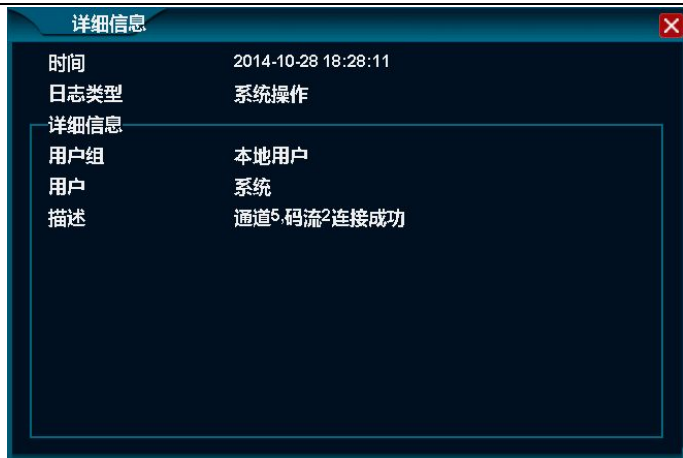 详细信息
时间 2014-10-28 18:28:11
日志类型 系统操作
详细信息
用户组 本地用户
用户 系统
描述 通道5,码流2连接成功